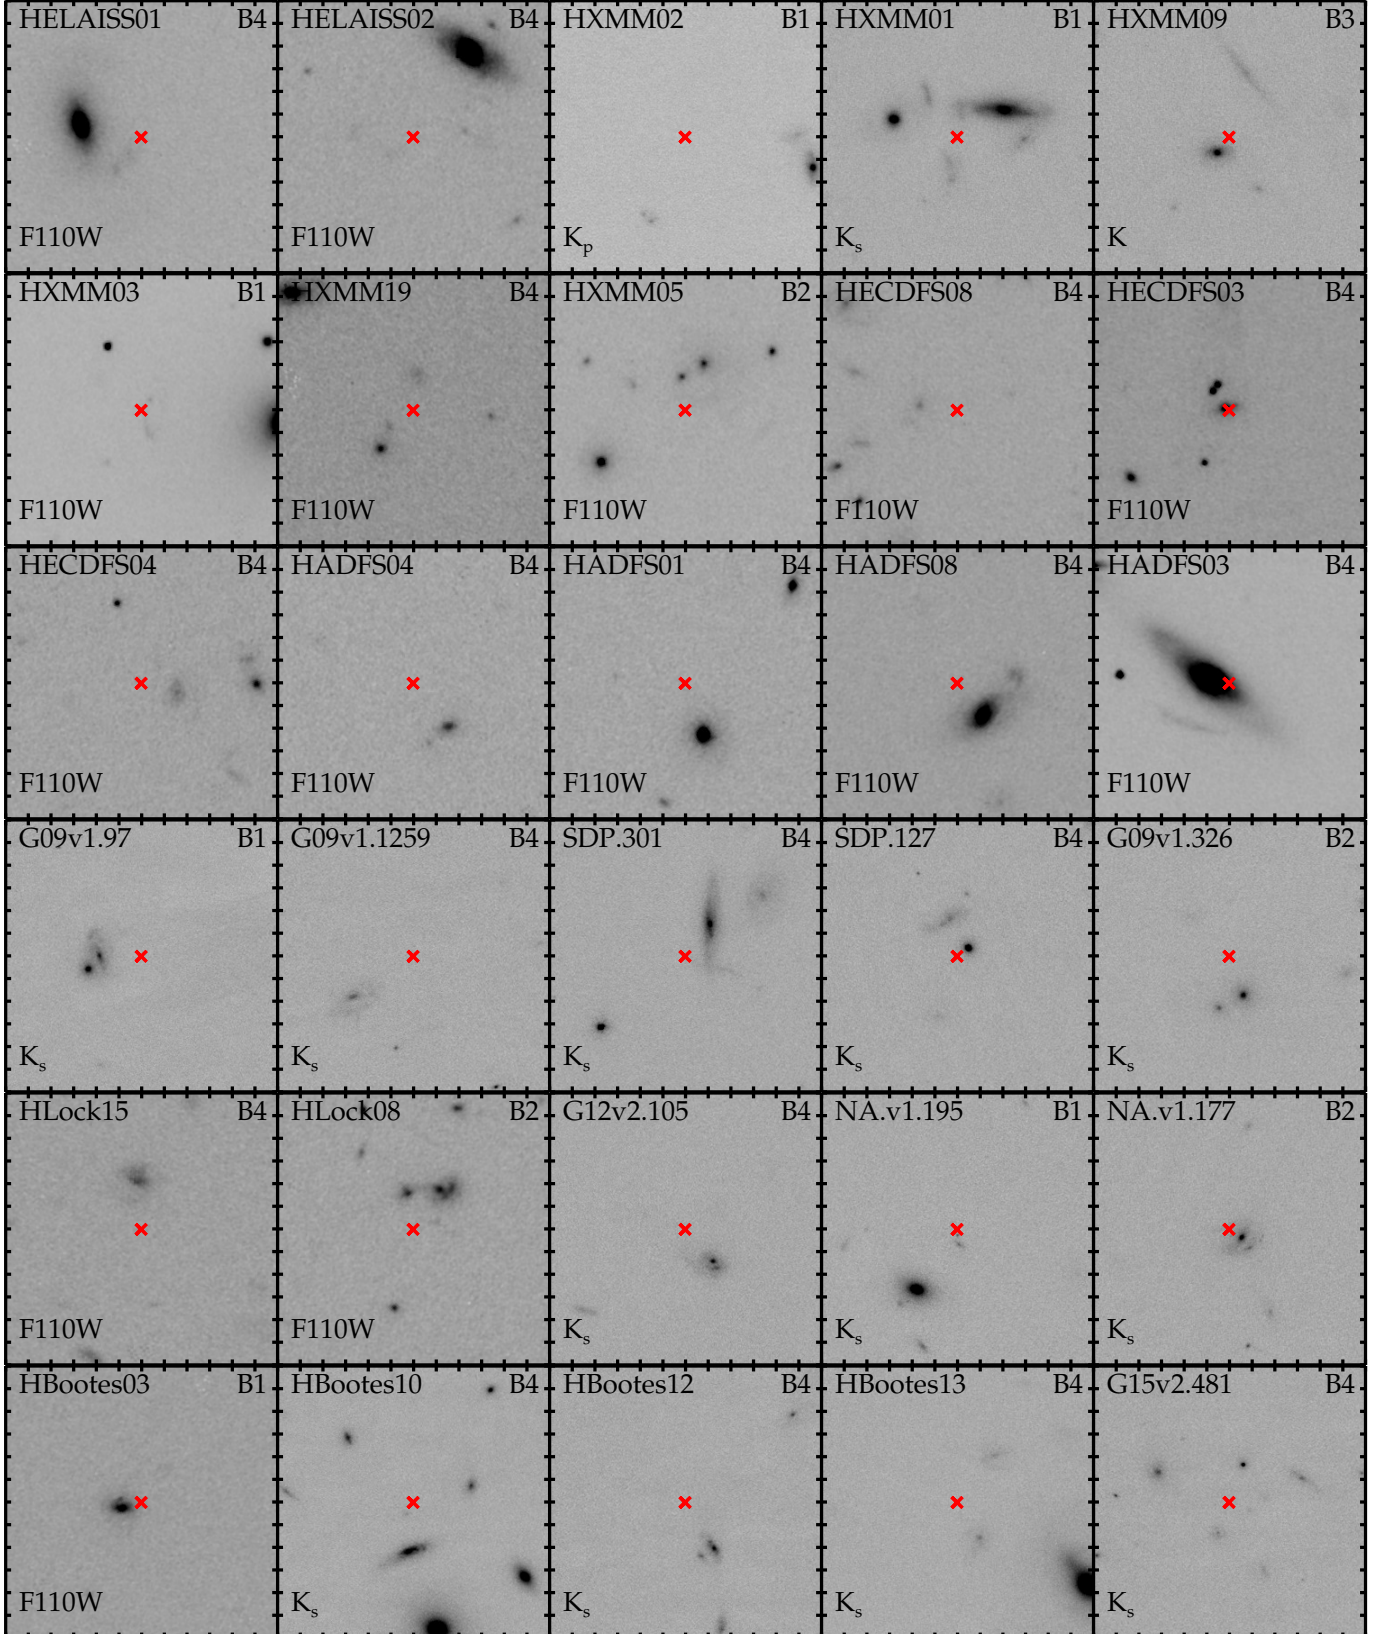 HELAISS01 B4 HELAISS02 B4 HXMM02 B1 HXMM01 B1 HXMM09 B3
F110W F110W Kp Ks K
HXMM03 B1 HXMM19 B4 HXMM05 B2 HECDFS08 B4 HECDFS03 B4
F110W F110W F110W F110W F110W
HECDFS04 B4 HADFS04 B4 HADFS01 B4 HADFS08 B4 HADFS03 B4
F110W F110W F110W F110W F110W
G09v1.97 B1 G09v1.1259 B4 SDP.301 B4 SDP.127 B4 G09v1.326 B2
Ks Ks Ks Ks Ks
HLock15 B4 HLock08 B2 G12v2.105 B4 NA.v1.195 B1 NA.v1.177 B2
F110W F110W Ks Ks Ks
HBootes03 B1 HBootes10 B4 HBootes12 B4 HBootes13 B4 G15v2.481 B4
F110W Ks Ks Ks Ks